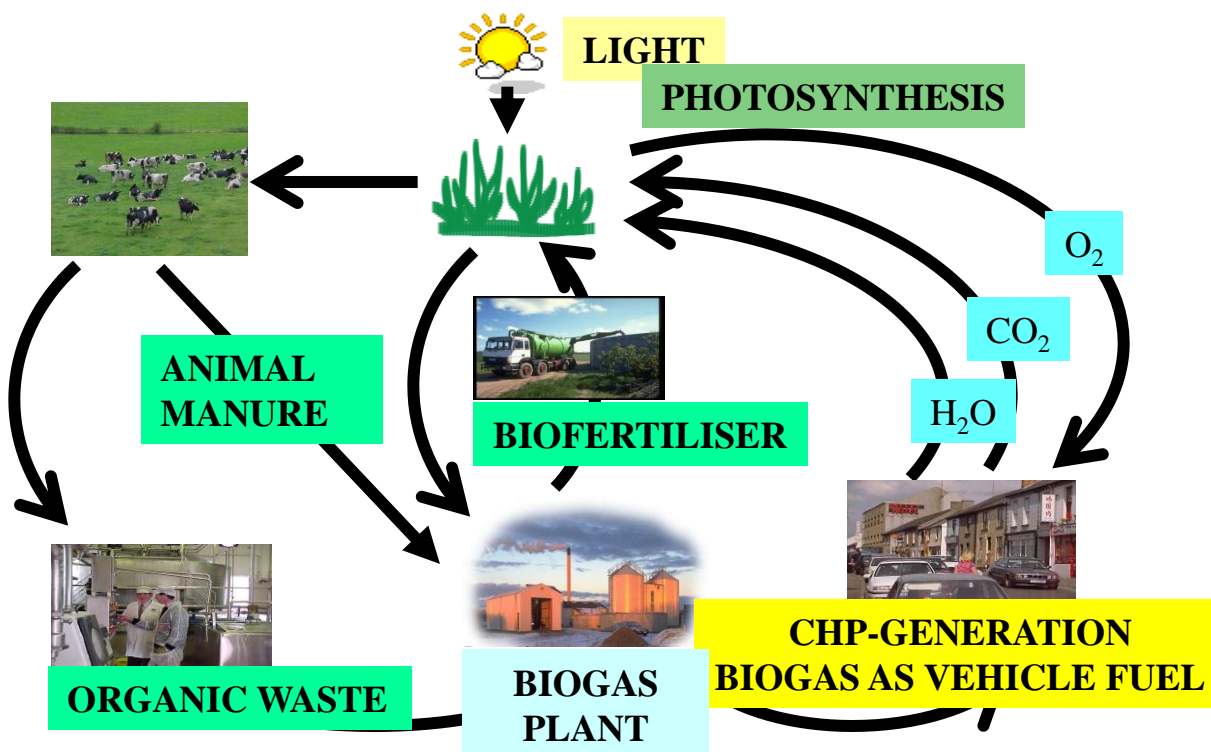 LIGHT
PHOTOSYNTHESIS
O₂
CO₂
H₂O
ANIMAL
MANURE
BIOFERTILISER
CHP-GENERATION
BIOGAS AS VEHICLE FUEL
ORGANIC WASTE
BIOGAS
PLANT